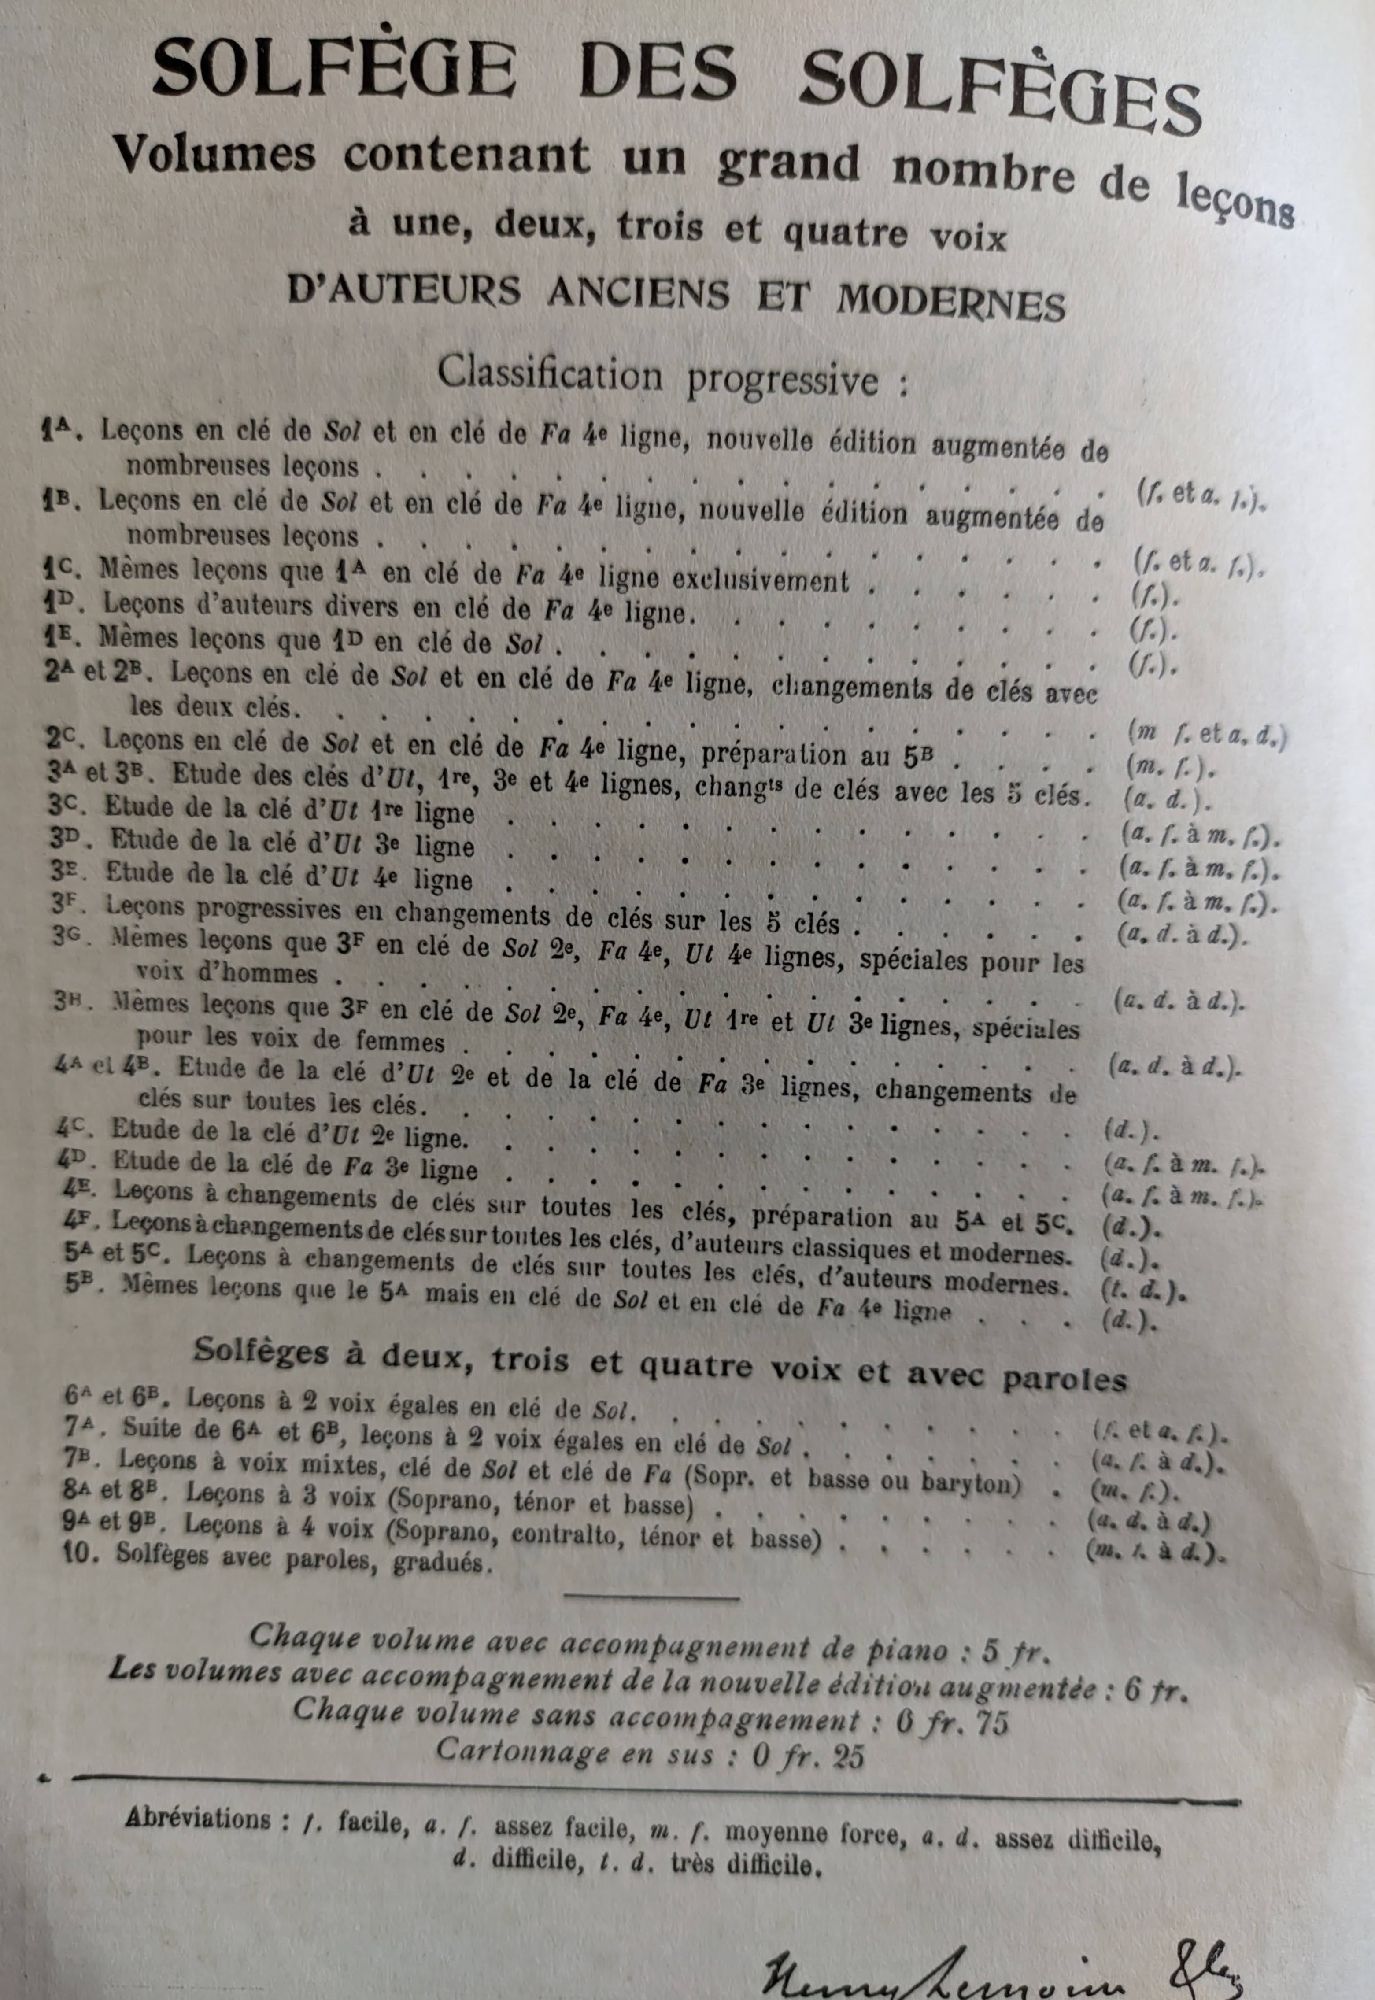 SOLFÈGE DES SOLFÈGES
Volumes contenant un grand nombre de leçons
à une, deux, trois et quatre voix
D'AUTEURS ANCIENS ET MODERNES
Classification progressive :
1A. Leçons en clé de Sol et en clé de Fa 4e ligne, nouvelle édition augmentée de
nombreuses leçons . . . . . . . . . . . . . . . . . (f. et a. f.).
1B. Leçons en clé de Sol et en clé de Fa 4e ligne, nouvelle édition augmentée de
nombreuses leçons . . . . . . . . . . . . . . . . . (f. et a. f.).
1C. Mêmes leçons que 1A en clé de Fa 4e ligne exclusivement . . . . . . (f.).
1D. Leçons d'auteurs divers en clé de Fa 4e ligne. . . . . . . . . . (f.).
1E. Mêmes leçons que 1D en clé de Sol . . . . . . . . . . . . . (f.).
2A et 2B. Leçons en clé de Sol et en clé de Fa 4e ligne, changements de clés avec
les deux clés. . . . . . . . . . . . . . . . . . . (m f. et a. d.)
2C. Leçons en clé de Sol et en clé de Fa 4e ligne, préparation au 5B . . . . (m. f.).
3A et 3B. Etude des clés d'Ut, 1re, 3e et 4e lignes, changts de clés avec les 5 clés. (a. d.).
3C. Etude de la clé d'Ut 1re ligne . . . . . . . . . . . . . . (a. f. à m. f.).
3D. Etude de la clé d'Ut 3e ligne . . . . . . . . . . . . . . (a. f. à m. f.).
3E. Etude de la clé d'Ut 4e ligne . . . . . . . . . . . . . . (a. f. à m. f.).
3F. Leçons progressives en changements de clés sur les 5 clés . . . . . . (a. d. à d.).
3G. Mêmes leçons que 3F en clé de Sol 2e, Fa 4e, Ut 4e lignes, spéciales pour les
voix d'hommes . . . . . . . . . . . . . . . . . . (a. d. à d.).
3H. Mêmes leçons que 3F en clé de Sol 2e, Fa 4e, Ut 1re et Ut 3e lignes, spéciales
pour les voix de femmes . . . . . . . . . . . . . . . (a. d. à d.).
4A et 4B. Etude de la clé d'Ut 2e et de la clé de Fa 3e lignes, changements de
clés sur toutes les clés. . . . . . . . . . . . . . . . (d.).
4C. Etude de la clé d'Ut 2e ligne. . . . . . . . . . . . . . . (a. f. à m. f.).
4D. Etude de la clé de Fa 3e ligne . . . . . . . . . . . . . . (a. f. à m. f.).
4E. Leçons à changements de clés sur toutes les clés, préparation au 5A et 5C. (d.).
4F. Leçons à changements de clés sur toutes les clés, d'auteurs classiques et modernes. (d.).
5A et 5C. Leçons à changements de clés sur toutes les clés, d'auteurs modernes. (t. d.).
5B. Mêmes leçons que le 5A mais en clé de Sol et en clé de Fa 4e ligne . . . (d.).
Solfèges à deux, trois et quatre voix et avec paroles
6A et 6B. Leçons à 2 voix égales en clé de Sol. . . . . . . . . . . (f. et a. f.).
7A. Suite de 6A et 6B, leçons à 2 voix égales en clé de Sol . . . . . . . (a. f. à d.).
7B. Leçons à voix mixtes, clé de Sol et clé de Fa (Sopr. et basse ou baryton) . (m. f.).
8A et 8B. Leçons à 3 voix (Soprano, ténor et basse) . . . . . . . . . (a. d. à d.)
9A et 9B. Leçons à 4 voix (Soprano, contralto, ténor et basse) . . . . . . (m. f. à d.).
10. Solfèges avec paroles, gradués.
Chaque volume avec accompagnement de piano : 5 fr.
Les volumes avec accompagnement de la nouvelle édition augmentée : 6 fr.
Chaque volume sans accompagnement : 0 fr. 75
Cartonnage en sus : 0 fr. 25
Abréviations : f. facile, a. f. assez facile, m. f. moyenne force, a. d. assez difficile,
d. difficile, t. d. très difficile.
Henry Lemoine &